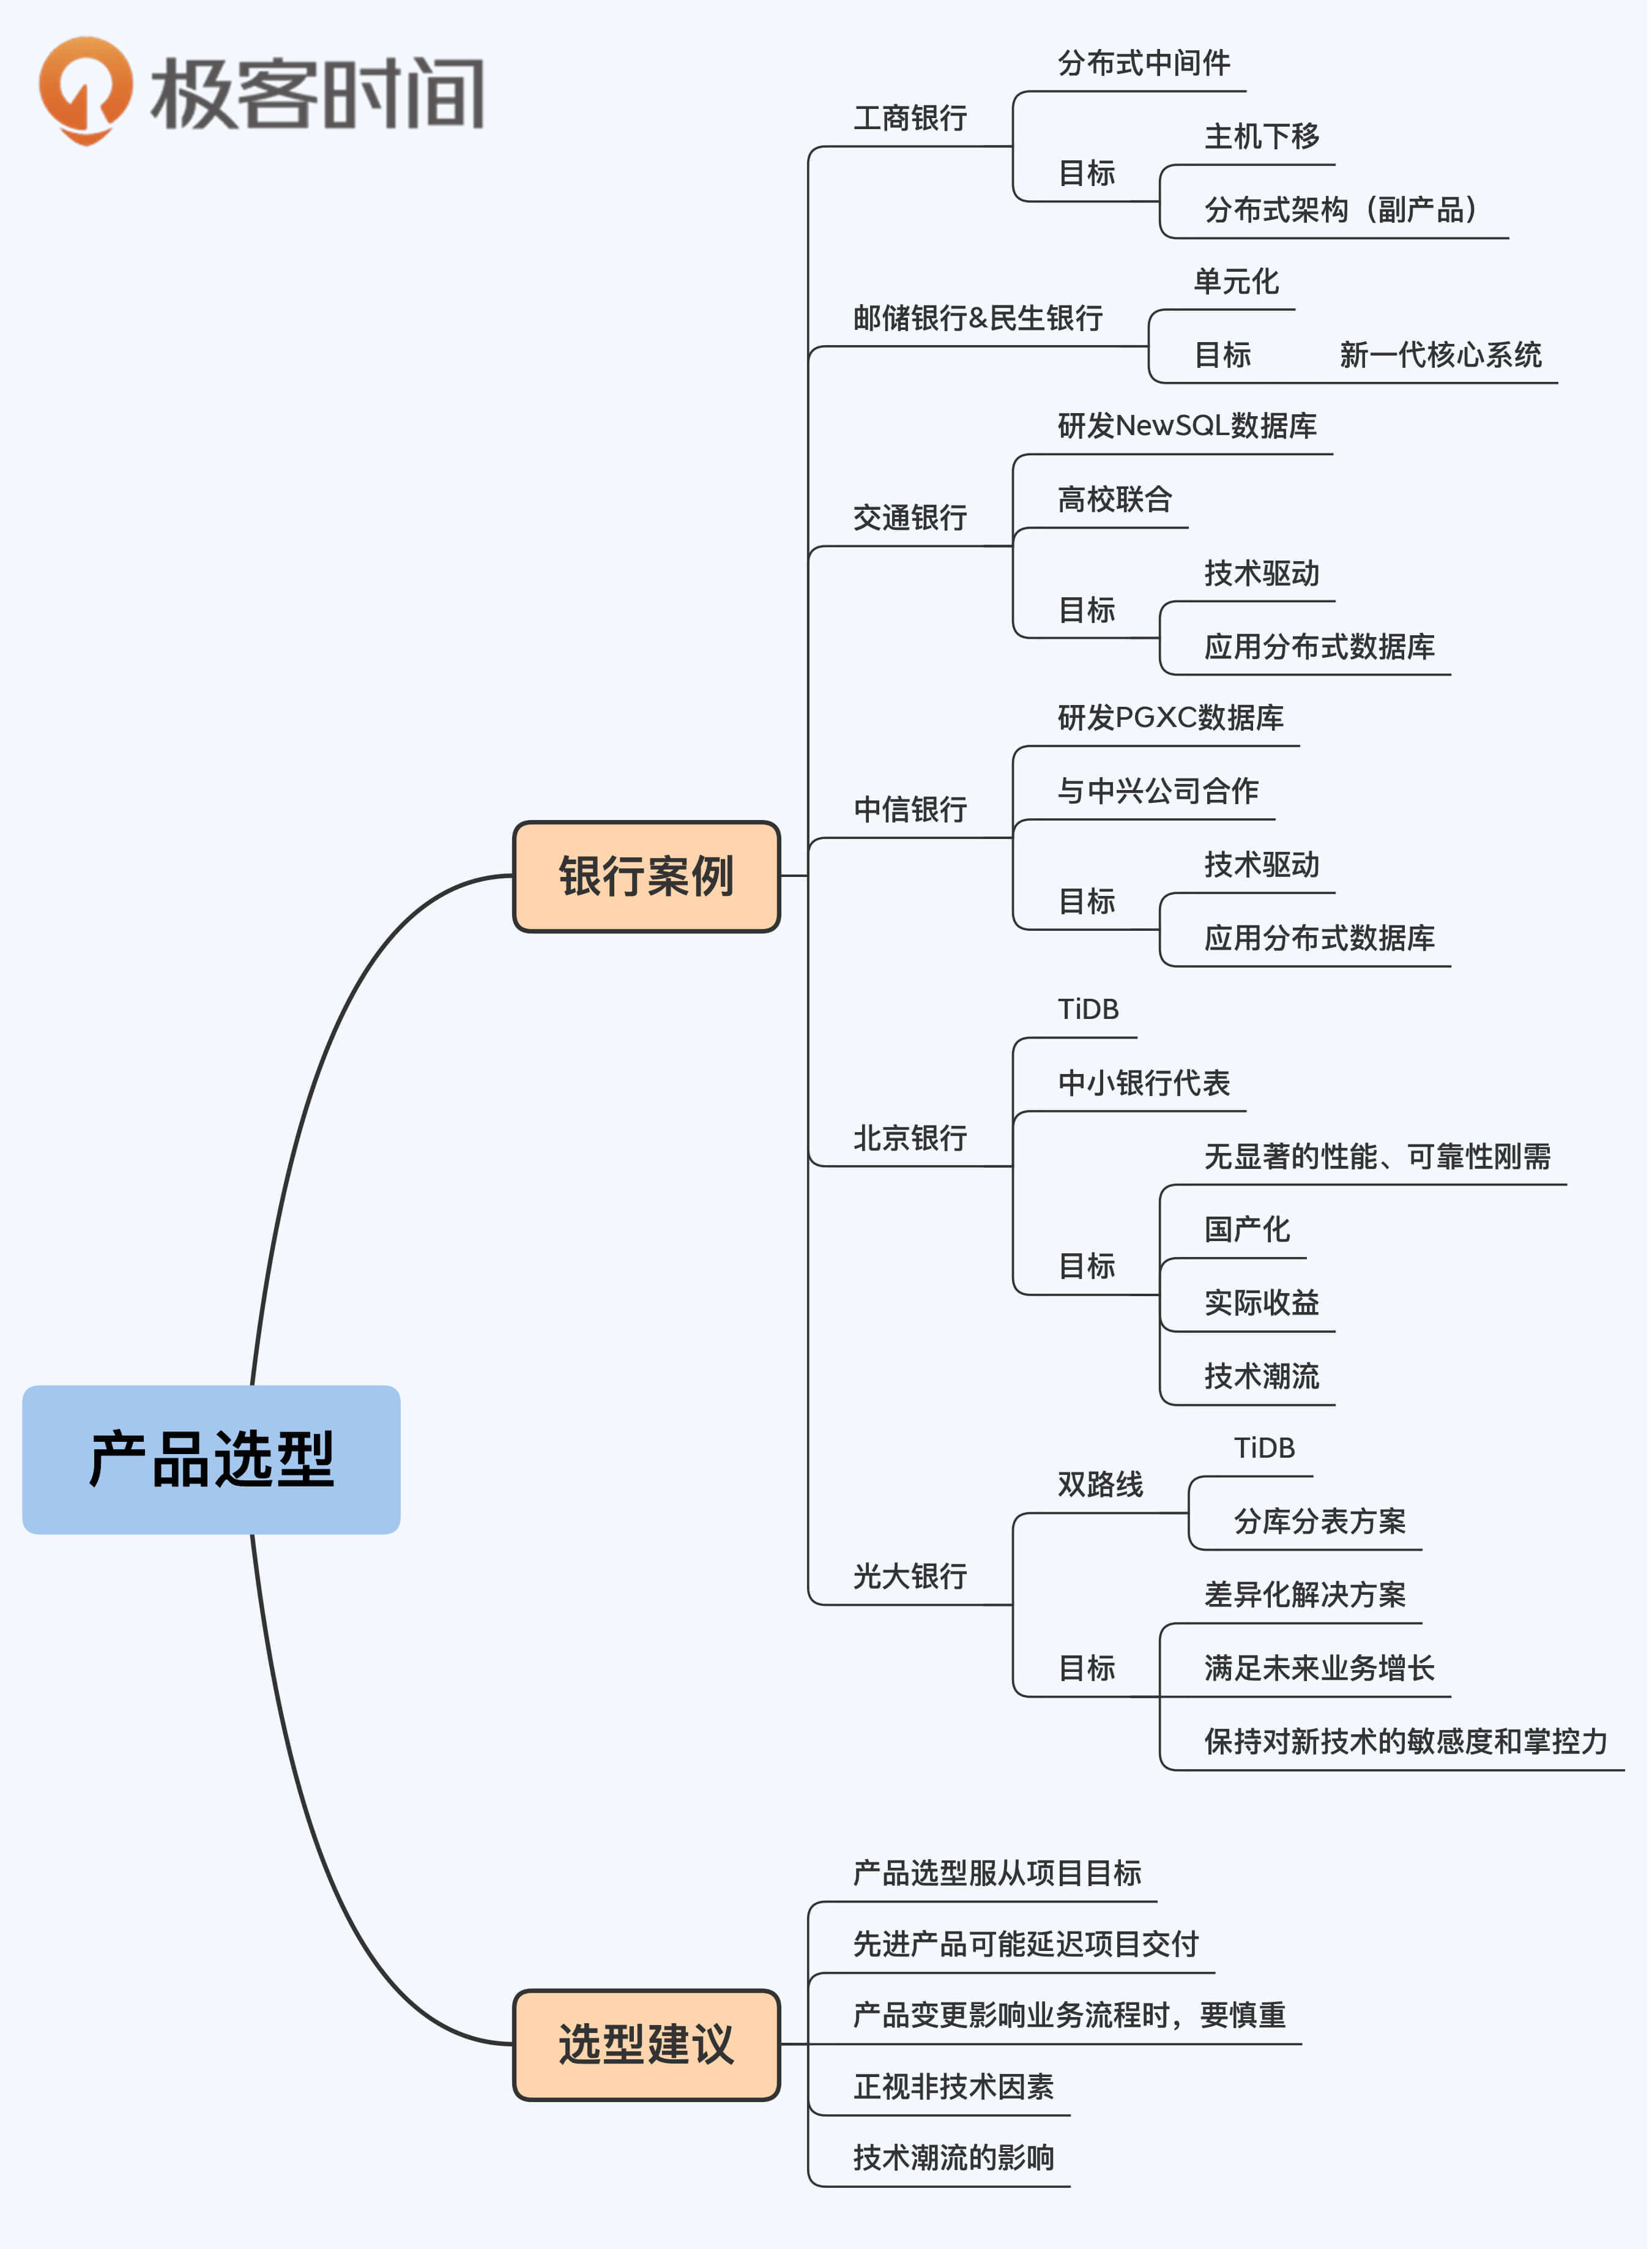 极客时间
产品选型
银行案例
工商银行
分布式中间件
目标
主机下移
分布式架构（副产品）
邮储银行&民生银行
单元化
目标
新一代核心系统
交通银行
研发NewSQL数据库
高校联合
目标
技术驱动
应用分布式数据库
中信银行
研发PGXC数据库
与中兴公司合作
目标
技术驱动
应用分布式数据库
北京银行
TiDB
中小银行代表
目标
无显著的性能、可靠性刚需
国产化
实际收益
技术潮流
光大银行
双路线
TiDB
分库分表方案
目标
差异化解决方案
满足未来业务增长
保持对新技术的敏感度和掌控力
选型建议
产品选型服从项目目标
先进产品可能延迟项目交付
产品变更影响业务流程时，要慎重
正视非技术因素
技术潮流的影响